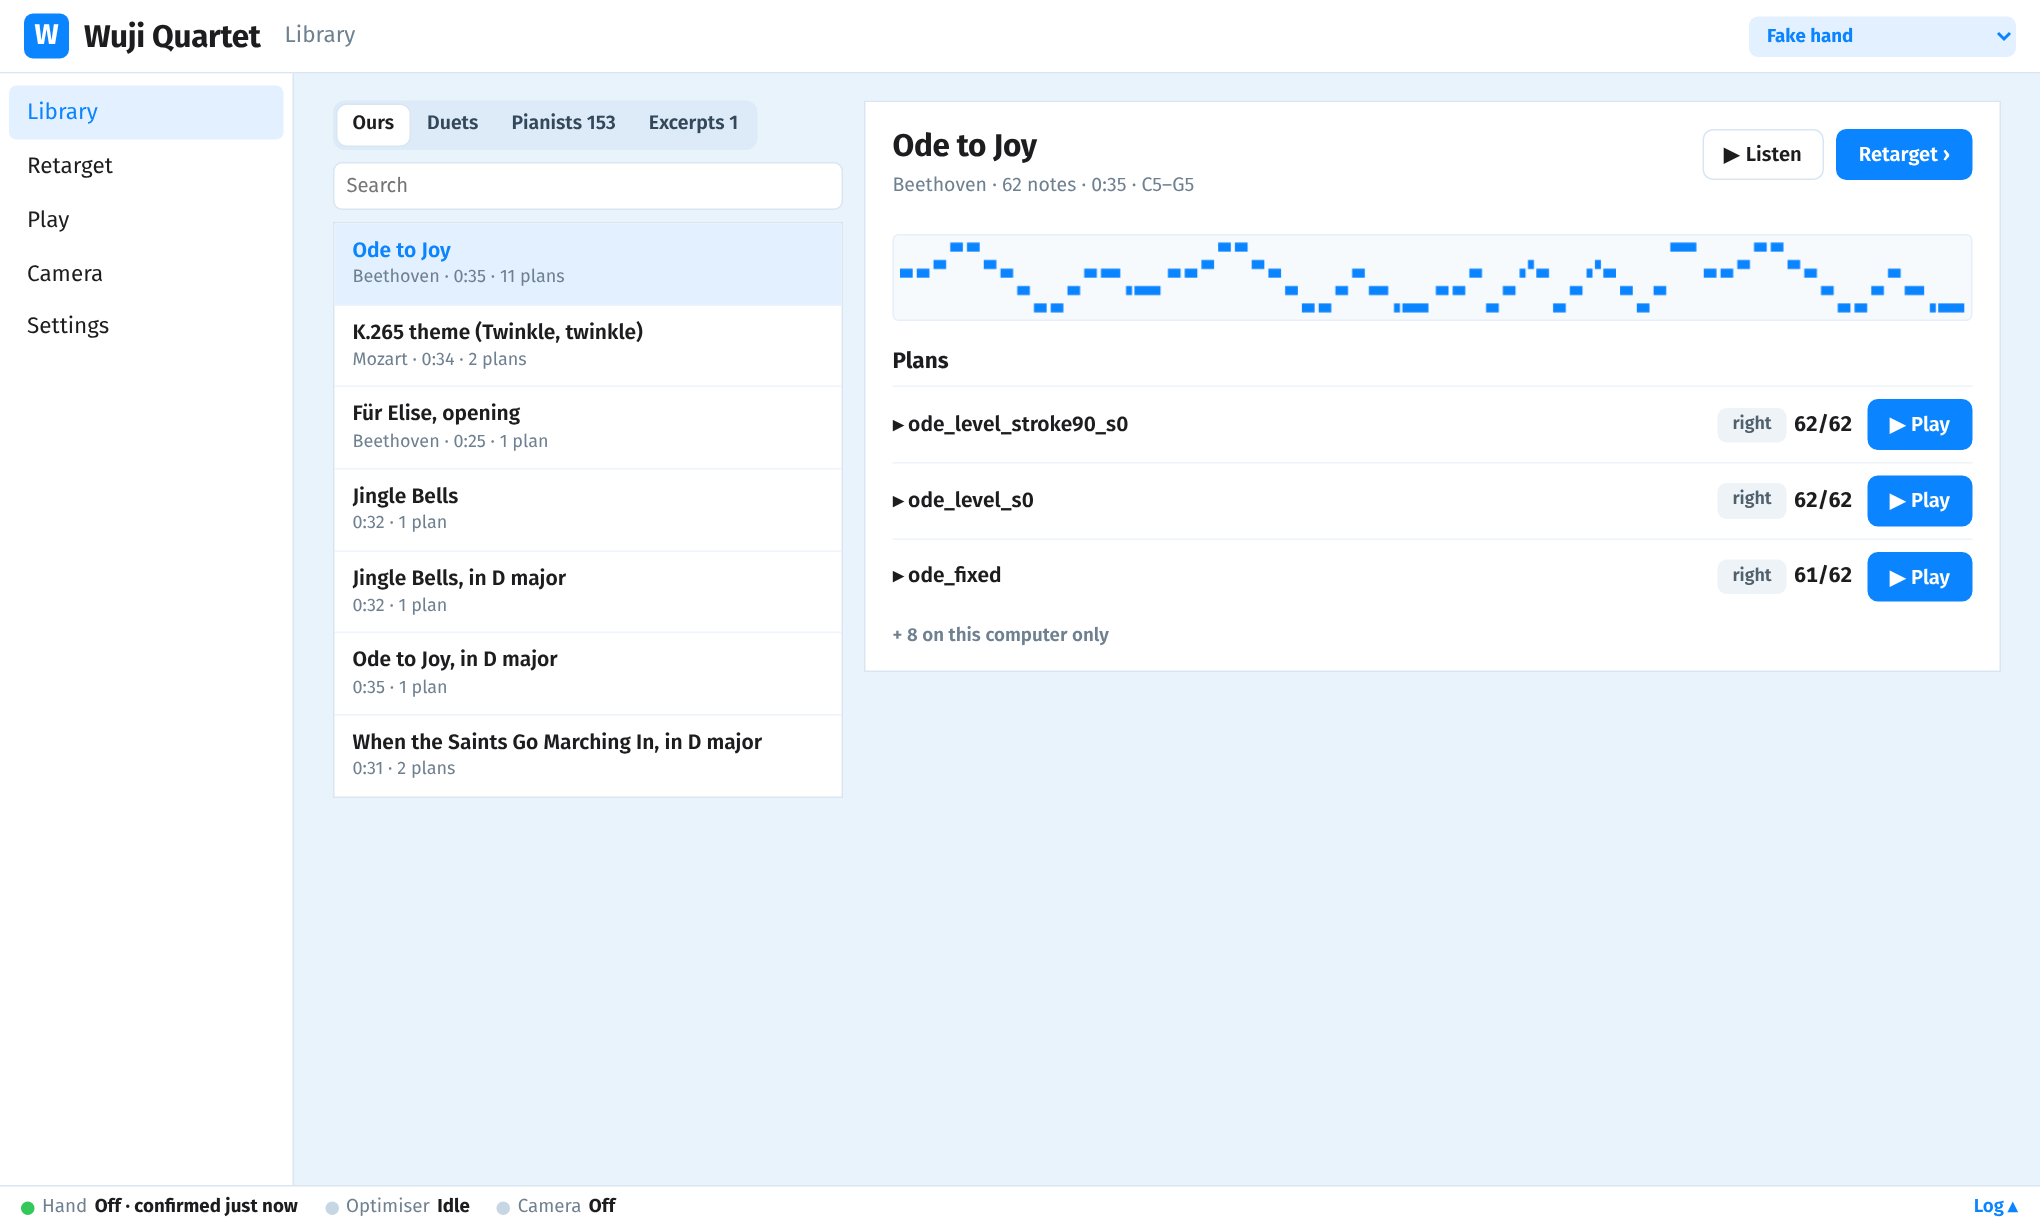 W Wuji Quartet Library
Fake hand
Library
Retarget
Play
Camera
Settings
Ours Duets Pianists 153 Excerpts 1
Search
Ode to Joy
Beethoven · 0:35 · 11 plans
K.265 theme (Twinkle, twinkle)
Mozart · 0:34 · 2 plans
Für Elise, opening
Beethoven · 0:25 · 1 plan
Jingle Bells
0:32 · 1 plan
Jingle Bells, in D major
0:32 · 1 plan
Ode to Joy, in D major
0:35 · 1 plan
When the Saints Go Marching In, in D major
0:31 · 2 plans
Ode to Joy
Beethoven · 62 notes · 0:35 · C5–G5
▶ Listen
Retarget ›
Plans
▸ ode_level_stroke90_s0 right 62/62 ▶ Play
▸ ode_level_s0 right 62/62 ▶ Play
▸ ode_fixed right 61/62 ▶ Play
+ 8 on this computer only
Hand Off · confirmed just now Optimiser Idle Camera Off
Log ▴